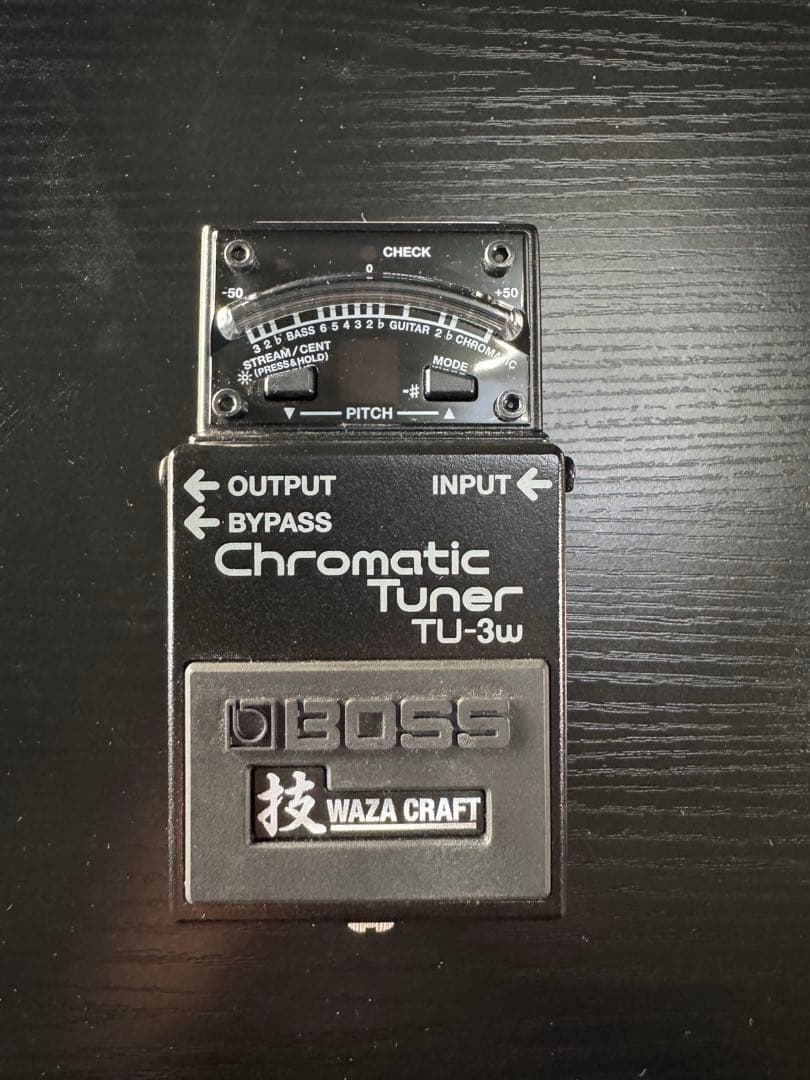 CHECK
0
-50 +50
3 2 ♭ BASS 6 5 4 3 2 ♭ GUITAR 2 ♭ CHROMATIC
STREAM/CENT
(PRESS&HOLD)
MODE
-♯
▼ — PITCH — ▲
← OUTPUT
INPUT ←
← BYPASS
Chromatic
Tuner
TU-3w
b BOSS
技 WAZA CRAFT